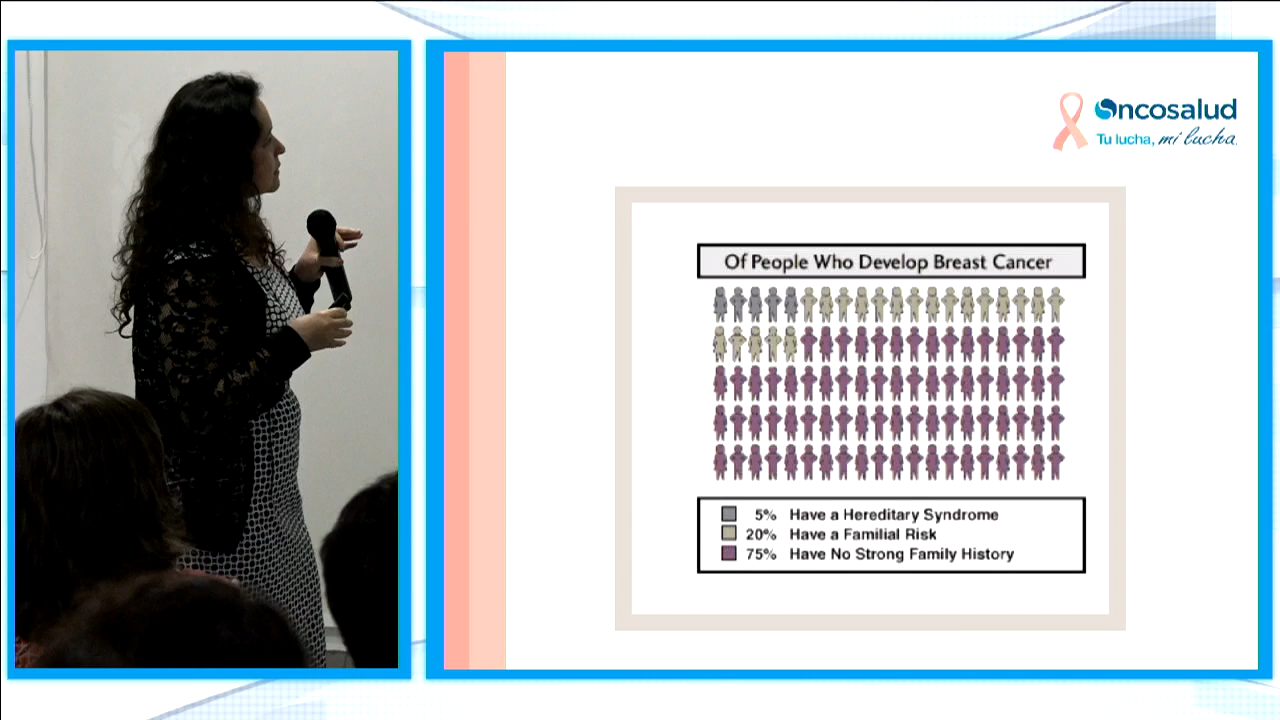 Oncosalud
Tu lucha, mi lucha.
Of People Who Develop Breast Cancer
5% Have a Hereditary Syndrome
20% Have a Familial Risk
75% Have No Strong Family History